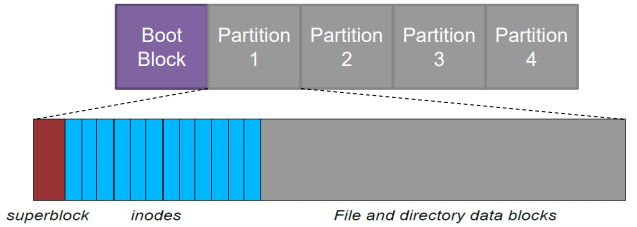 Boot Partition Partition Partition Partition
Block 1 2 3 4
superblock inodes File and directory data blocks